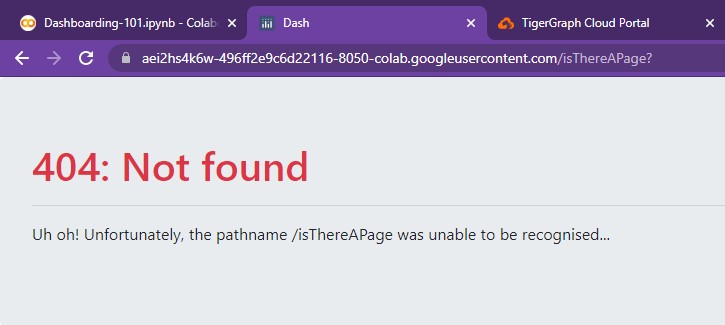 Dashboarding-101.ipynb - Colab Dash TigerGraph Cloud Portal
aei2hs4k6w-496ff2e9c6d22116-8050-colab.googleusercontent.com/isThereAPage?
404: Not found
Uh oh! Unfortunately, the pathname /isThereAPage was unable to be recognised...